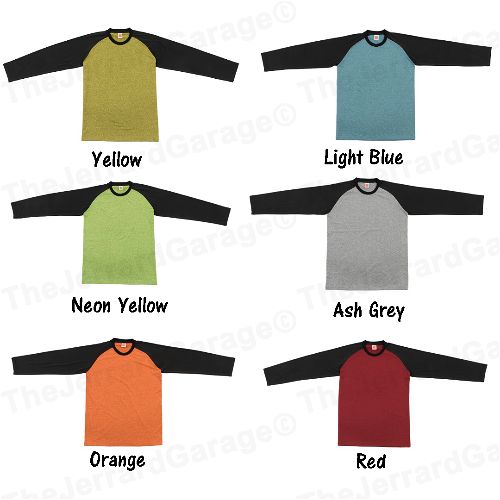 Yellow
Light Blue
Neon Yellow
Ash Grey
Orange
Red
TheJerrardGarage©